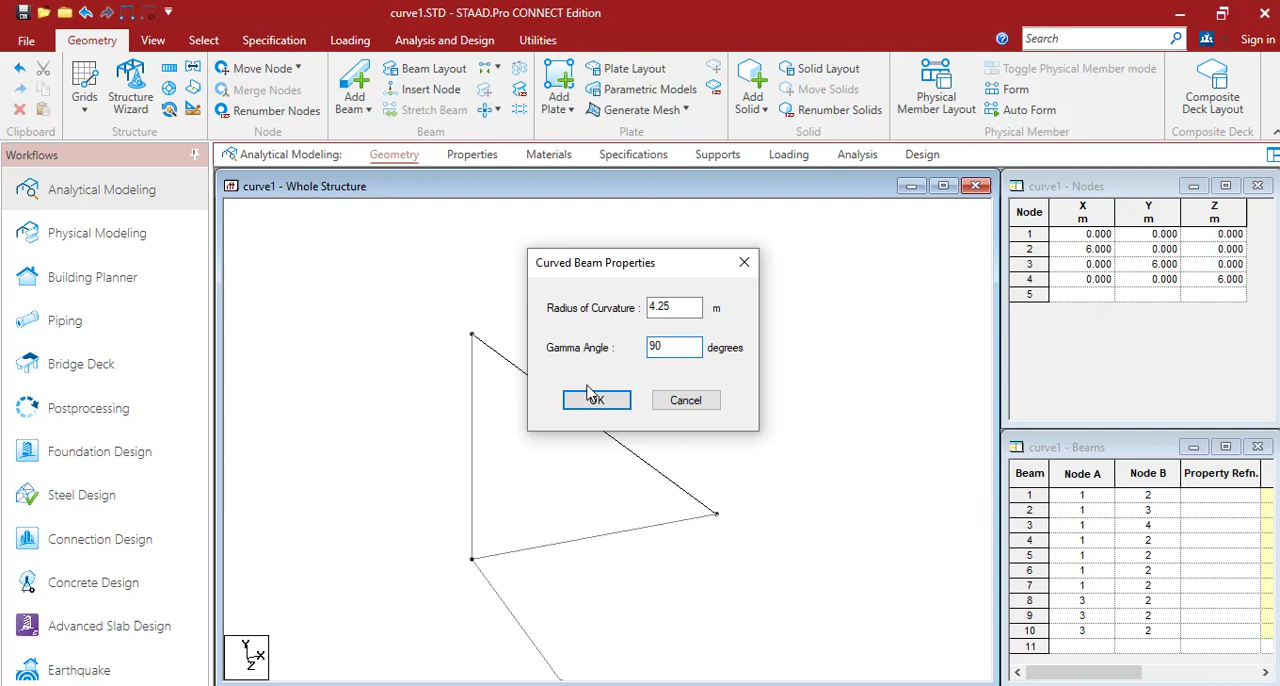 curve1.STD - STAAD.Pro CONNECT Edition
File Geometry View Select Specification Loading Analysis and Design Utilities
Search
Sign in
Grids
Structure Wizard
Move Node
Merge Nodes
Renumber Nodes
Add Beam
Beam Layout
Insert Node
Stretch Beam
Add Plate
Plate Layout
Parametric Models
Generate Mesh
Add Solid
Solid Layout
Move Solids
Renumber Solids
Physical Member Layout
Toggle Physical Member mode
Form
Auto Form
Composite Deck Layout
Clipboard Structure Node Beam Plate Solid Physical Member Composite Deck
Workflows
Analytical Modeling: Geometry Properties Materials Specifications Supports Loading Analysis Design
Analytical Modeling
Physical Modeling
Building Planner
Piping
Bridge Deck
Postprocessing
Foundation Design
Steel Design
Connection Design
Concrete Design
Advanced Slab Design
Earthquake
curve1 - Whole Structure
Curved Beam Properties
Radius of Curvature : 4.25 m
Gamma Angle : 90 degrees
OK Cancel
Y
X
Z
curve1 - Nodes
Node X m Y m Z m
1 0.000 0.000 0.000
2 6.000 0.000 0.000
3 0.000 6.000 0.000
4 0.000 0.000 6.000
5
curve1 - Beams
Beam Node A Node B Property Refn.
1 1 2
2 1 3
3 1 4
4 1 2
5 1 2
6 1 2
7 1 2
8 3 2
9 3 2
10 3 2
11